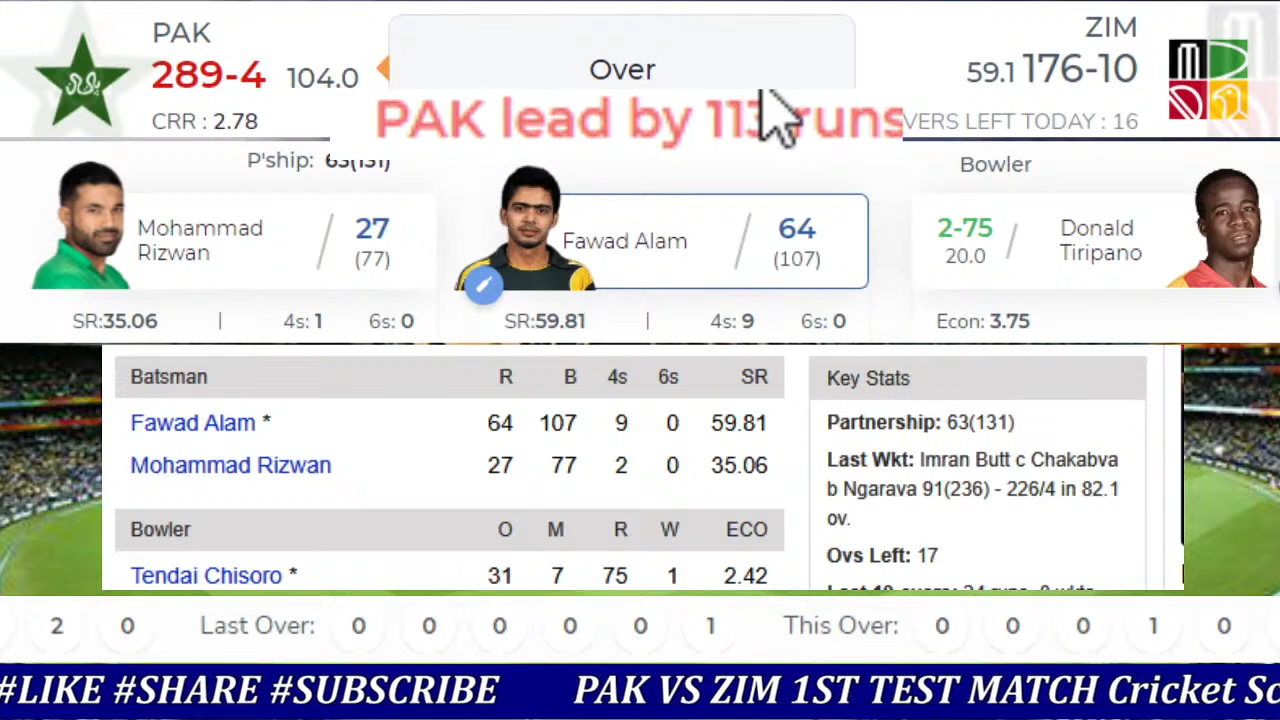 PAK
289-4 104.0
CRR : 2.78
Over
PAK lead by 113 runs
ZIM
59.1 176-10
VERS LEFT TODAY : 16
P'ship: 63(131)
Mohammad
Rizwan
27
(77)
Fawad Alam
64
(107)
Bowler
2-75
20.0
Donald
Tiripano
SR:35.06 | 4s: 1 6s: 0
SR:59.81 | 4s: 9 6s: 0
Econ: 3.75
Batsman R B 4s 6s SR
Fawad Alam * 64 107 9 0 59.81
Mohammad Rizwan 27 77 2 0 35.06
Bowler O M R W ECO
Tendai Chisoro * 31 7 75 1 2.42
Key Stats
Partnership: 63(131)
Last Wkt: Imran Butt c Chakabva
b Ngarava 91(236) - 226/4 in 82.1
ov.
Ovs Left: 17
2 0 Last Over: 0 0 0 0 0 1 This Over: 0 0 0 1 0
#LIKE #SHARE #SUBSCRIBE PAK VS ZIM 1ST TEST MATCH Cricket Sc